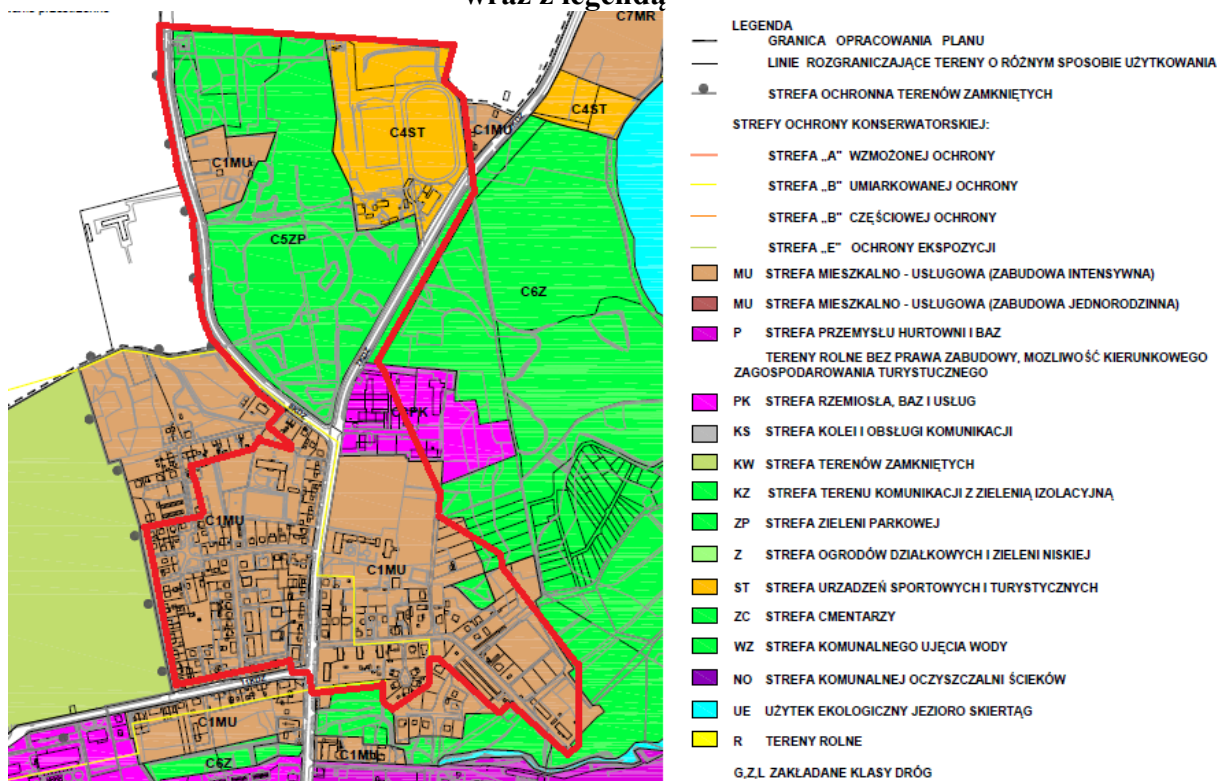 wraz z legendą
C7MR
C4ST
C4ST
C1MU
C1MU
C5ZP
C6Z
PK
C1MU
C1MU
C1MU
C6Z
LEGENDA
GRANICA OPRACOWANIA PLANU
LINIE ROZGRANICZAJĄCE TERENY O RÓŻNYM SPOSOBIE UŻYTKOWANIA
STREFA OCHRONNA TERENÓW ZAMKNIĘTYCH
STREFY OCHRONY KONSERWATORSKIEJ:
STREFA „A" WZMOŻONEJ OCHRONY
STREFA „B" UMIARKOWANEJ OCHRONY
STREFA „B" CZĘŚCIOWEJ OCHRONY
STREFA „E" OCHRONY EKSPOZYCJI
MU STREFA MIESZKALNO - USŁUGOWA (ZABUDOWA INTENSYWNA)
MU STREFA MIESZKALNO - USŁUGOWA (ZABUDOWA JEDNORODZINNA)
P STREFA PRZEMYSŁU HURTOWNI I BAZ
TERENY ROLNE BEZ PRAWA ZABUDOWY, MOZLIWOŚĆ KIERUNKOWEGO
ZAGOSPODAROWANIA TURYSTUCZNEGO
PK STREFA RZEMIOSŁA, BAZ I USŁUG
KS STREFA KOLEI I OBSŁUGI KOMUNIKACJI
KW STREFA TERENÓW ZAMKNIĘTYCH
KZ STREFA TERENU KOMUNIKACJI Z ZIELENIĄ IZOLACYJNĄ
ZP STREFA ZIELENI PARKOWEJ
Z STREFA OGRODÓW DZIAŁKOWYCH I ZIELENI NISKIEJ
ST STREFA URZADZEŃ SPORTOWYCH I TURYSTYCZNYCH
ZC STREFA CMENTARZY
WZ STREFA KOMUNALNEGO UJĘCIA WODY
NO STREFA KOMUNALNEJ OCZYSZCZALNI ŚCIEKÓW
UE UŻYTEK EKOLOGICZNY JEZIORO SKIERTĄG
R TERENY ROLNE
G,Z,L ZAKŁADANE KLASY DRÓG